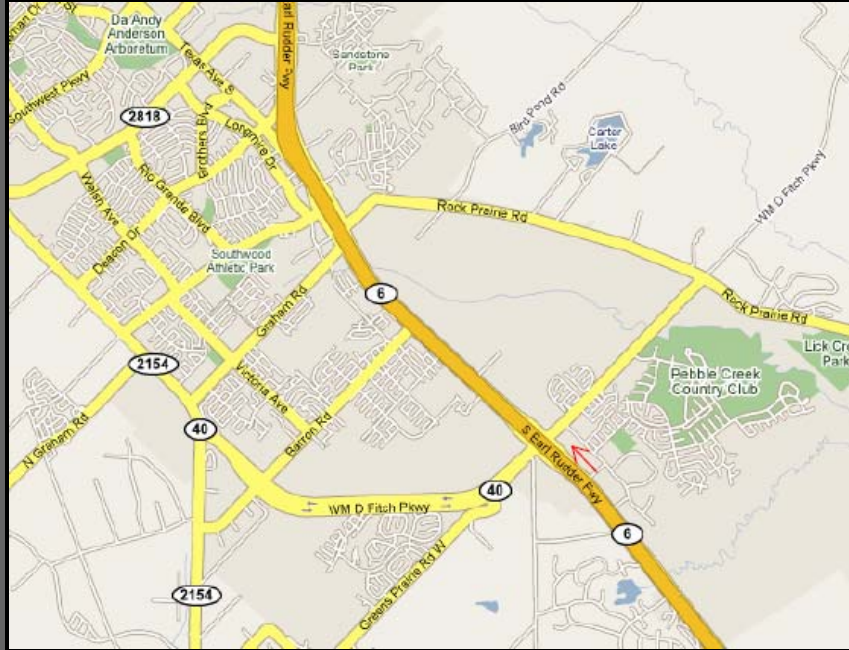 Da Andy
Anderson
Arboretum
Texas Ave S
Sandstone
Park
Southwest Pkwy
2818
Brothers Blvd
Longmire Dr
Bird Pond Rd
Carter
Lake
WM D Fitch Pkwy
Welsh Ave
Rio Grande Blvd
Deacon Dr
Southwood
Athletic Park
Rock Prairie Rd
Graham Rd
6
Rock Prairie Rd
2154
Victoria Ave
Pebble Creek
Country Club
Park
N Graham Rd
40
Barron Rd
S Earl Rudder Fwy
40
WM D Fitch Pkwy
6
Greens Prairie Rd W
2154